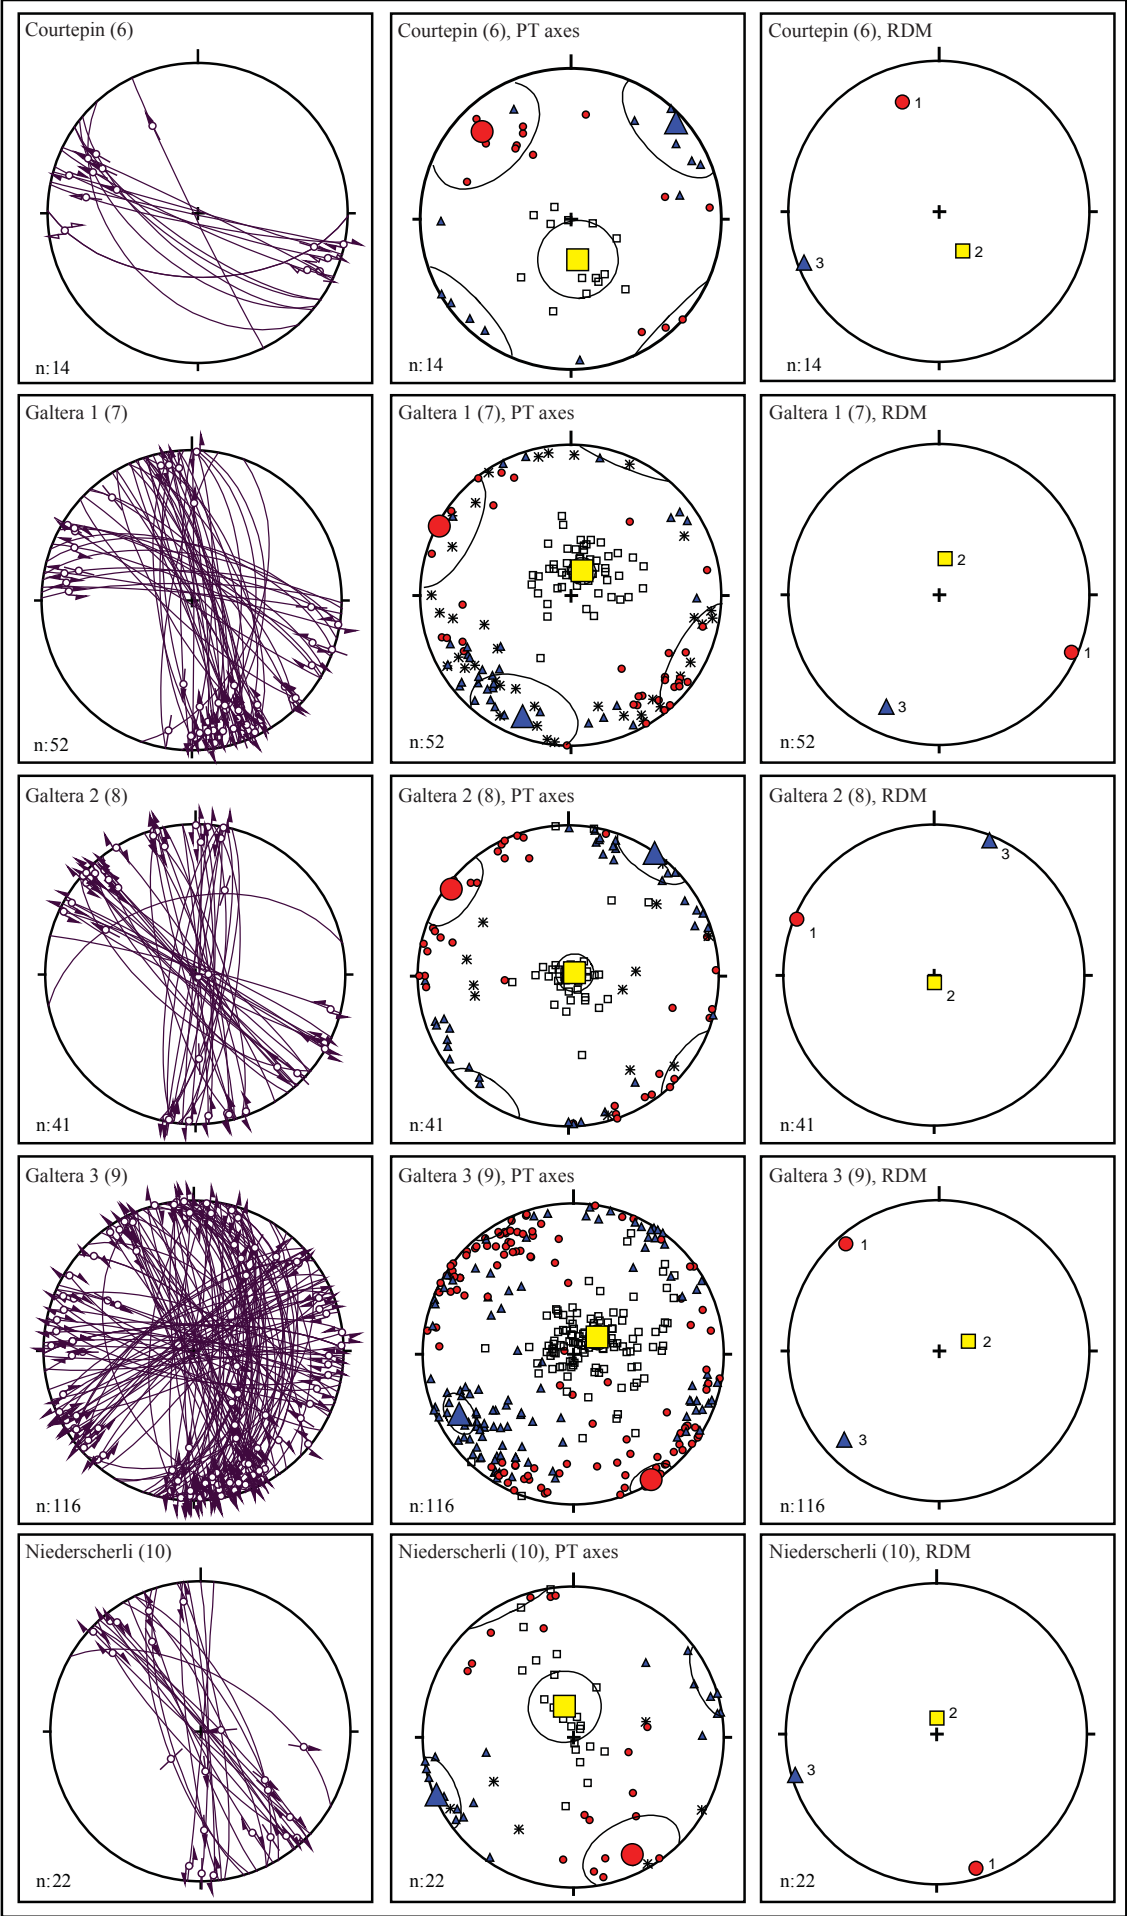 Courtepin (6)
n:14
Courtepin (6), PT axes
n:14
Courtepin (6), RDM
1
2
3
n:14
Galtera 1 (7)
n:52
Galtera 1 (7), PT axes
n:52
Galtera 1 (7), RDM
2
1
3
n:52
Galtera 2 (8)
n:41
Galtera 2 (8), PT axes
n:41
Galtera 2 (8), RDM
3
1
2
n:41
Galtera 3 (9)
n:116
Galtera 3 (9), PT axes
n:116
Galtera 3 (9), RDM
1
2
3
n:116
Niederscherli (10)
n:22
Niederscherli (10), PT axes
n:22
Niederscherli (10), RDM
2
3
1
n:22